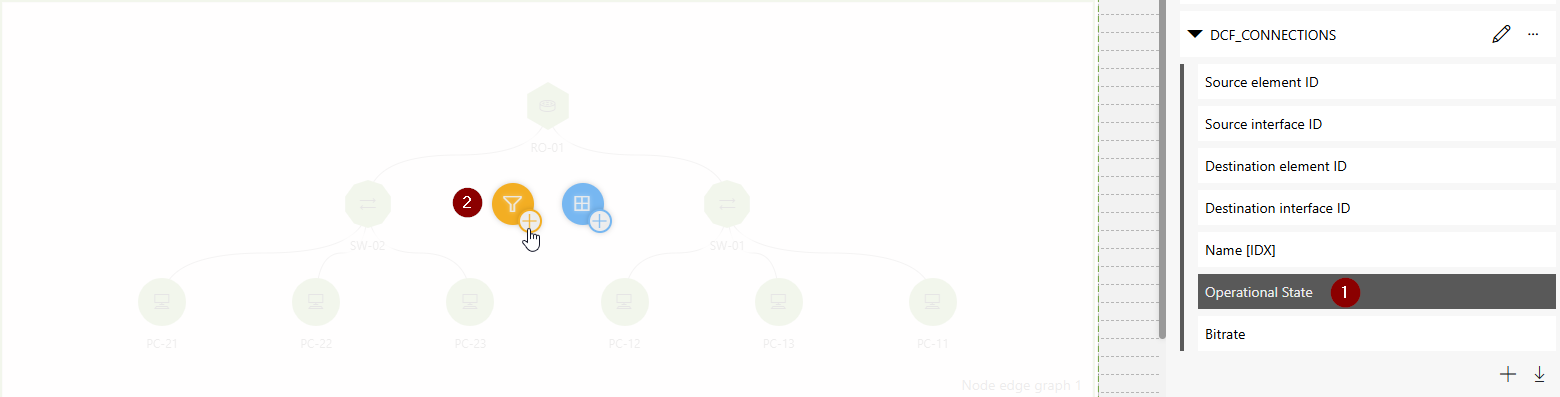 RO-01
2
SW-02
SW-01
PC-21
PC-22
PC-23
PC-12
PC-13
PC-11
Node edge graph 1
DCF_CONNECTIONS
...
Source element ID
Source interface ID
Destination element ID
Destination interface ID
Name [IDX]
Operational State 1
Bitrate